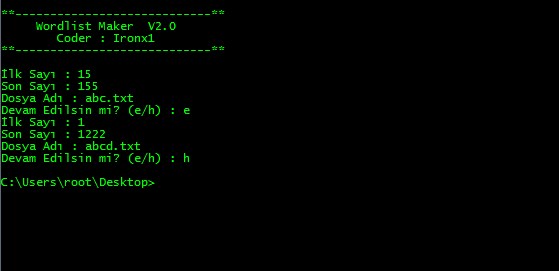 **----------------------------**
Wordlist Maker V2.0
Coder : Ironx1
**----------------------------**
İlk Sayı : 15
Son Sayı : 155
Dosya Adı : abc.txt
Devam Edilsin mi? (e/h) : e
İlk Sayı : 1
Son Sayı : 1222
Dosya Adı : abcd.txt
Devam Edilsin mi? (e/h) : h
C:\Users\root\Desktop>